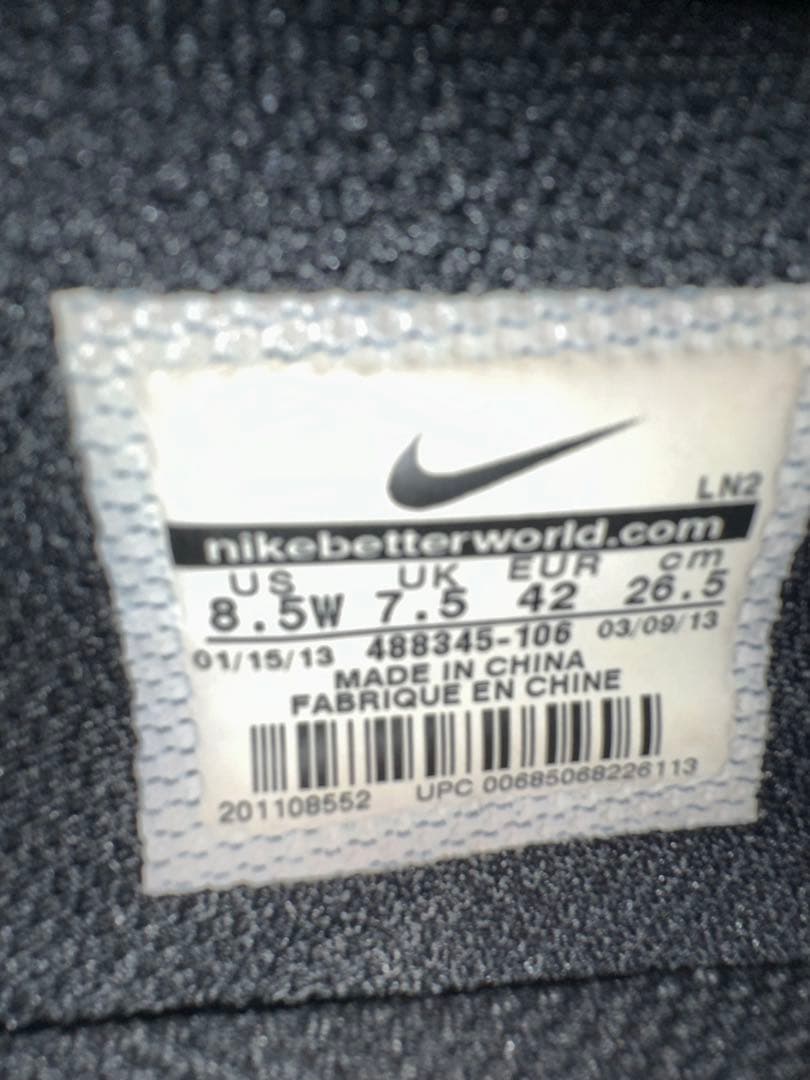 LN2
nikebetterworld.com
US UK EUR cm
8.5W 7.5 42 26.5
01/15/13 488345-106 03/09/13
MADE IN CHINA
FABRIQUE EN CHINE
201108552 UPC 00685068226113